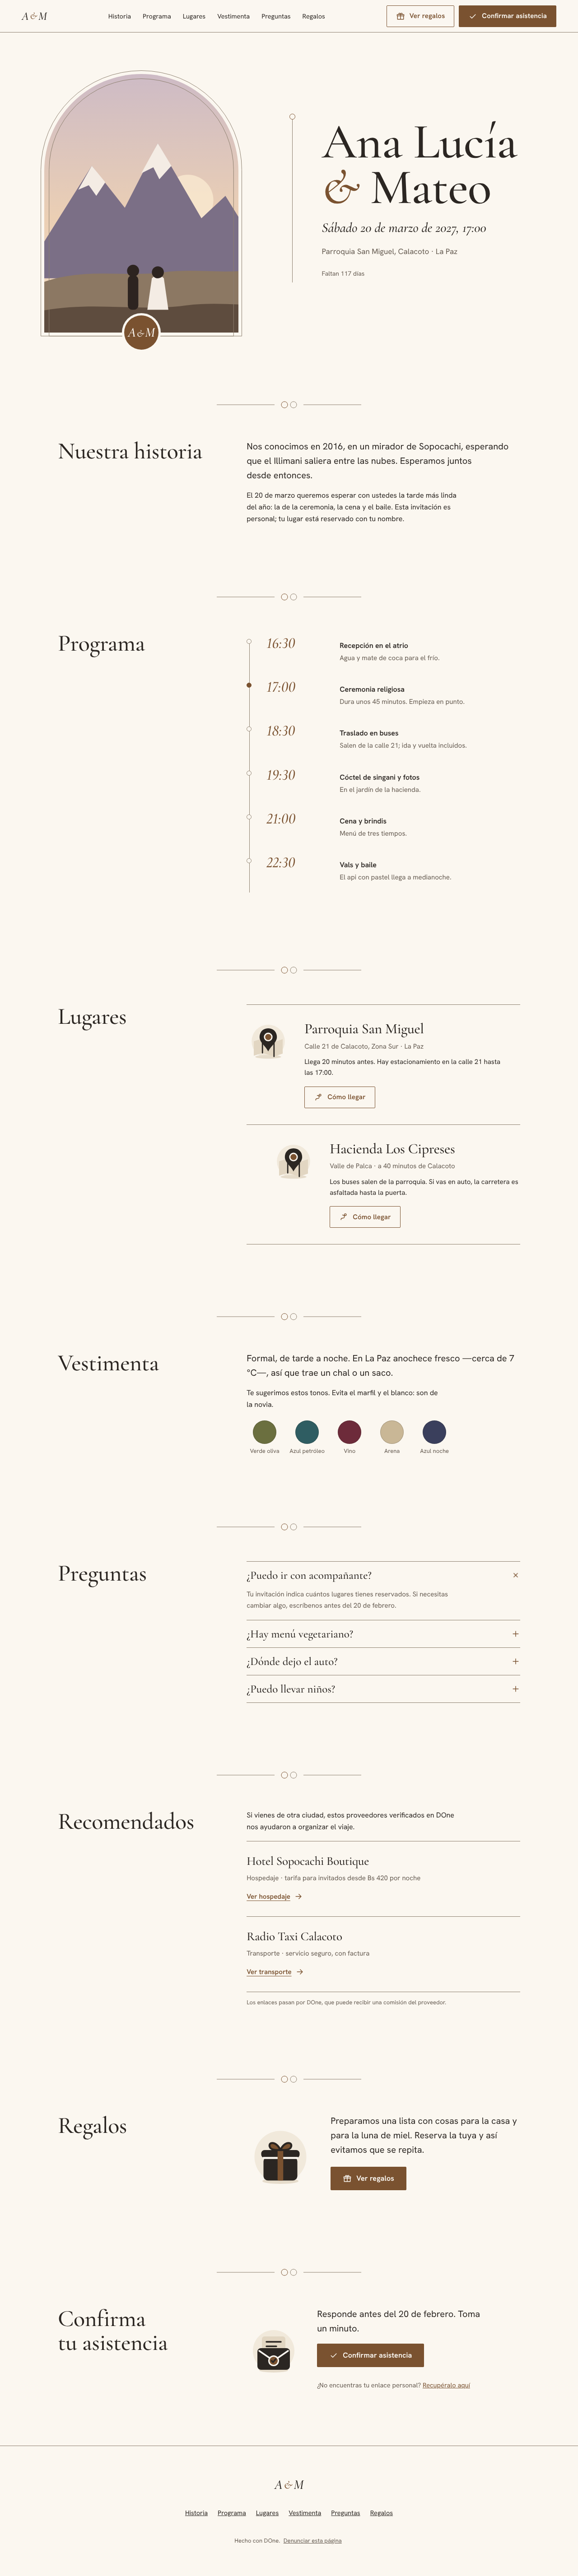 A & M
Historia
Programa
Lugares
Vestimenta
Preguntas
Regalos
Ver regalos
Confirmar asistencia
Ana Lucía
& Mateo
Sábado 20 de marzo de 2027, 17:00
Parroquia San Miguel, Calacoto · La Paz
Faltan 117 días
A&M
Nuestra historia
Nos conocimos en 2016, en un mirador de Sopocachi, esperando
que el Illimani saliera entre las nubes. Esperamos juntos
desde entonces.
El 20 de marzo queremos esperar con ustedes la tarde más linda
del año: la de la ceremonia, la cena y el baile. Esta invitación es
personal; tu lugar está reservado con tu nombre.
Programa
16:30
Recepción en el atrio
Agua y mate de coca para el frío.
17:00
Ceremonia religiosa
Dura unos 45 minutos. Empieza en punto.
18:30
Traslado en buses
Salen de la calle 21; ida y vuelta incluidos.
19:30
Cóctel de singani y fotos
En el jardín de la hacienda.
21:00
Cena y brindis
Menú de tres tiempos.
22:30
Vals y baile
El api con pastel llega a medianoche.
Lugares
Parroquia San Miguel
Calle 21 de Calacoto, Zona Sur · La Paz
Llega 20 minutos antes. Hay estacionamiento en la calle 21 hasta
las 17:00.
Cómo llegar
Hacienda Los Cipreses
Valle de Palca · a 40 minutos de Calacoto
Los buses salen de la parroquia. Si vas en auto, la carretera es
asfaltada hasta la puerta.
Cómo llegar
Vestimenta
Formal, de tarde a noche. En La Paz anochece fresco —cerca de 7
°C—, así que trae un chal o un saco.
Te sugerimos estos tonos. Evita el marfil y el blanco: son de
la novia.
Verde oliva
Azul petróleo
Vino
Arena
Azul noche
Preguntas
¿Puedo ir con acompañante?
Tu invitación indica cuántos lugares tienes reservados. Si necesitas
cambiar algo, escríbenos antes del 20 de febrero.
¿Hay menú vegetariano?
¿Dónde dejo el auto?
¿Puedo llevar niños?
Recomendados
Si vienes de otra ciudad, estos proveedores verificados en DOne
nos ayudaron a organizar el viaje.
Hotel Sopocachi Boutique
Hospedaje · tarifa para invitados desde Bs 420 por noche
Ver hospedaje
Radio Taxi Calacoto
Transporte · servicio seguro, con factura
Ver transporte
Los enlaces pasan por DOne, que puede recibir una comisión del proveedor.
Regalos
Preparamos una lista con cosas para la casa y
para la luna de miel. Reserva la tuya y así
evitamos que se repita.
Ver regalos
Confirma
tu asistencia
Responde antes del 20 de febrero. Toma
un minuto.
Confirmar asistencia
¿No encuentras tu enlace personal? Recupéralo aquí
A & M
Historia
Programa
Lugares
Vestimenta
Preguntas
Regalos
Hecho con DOne. Denunciar esta página